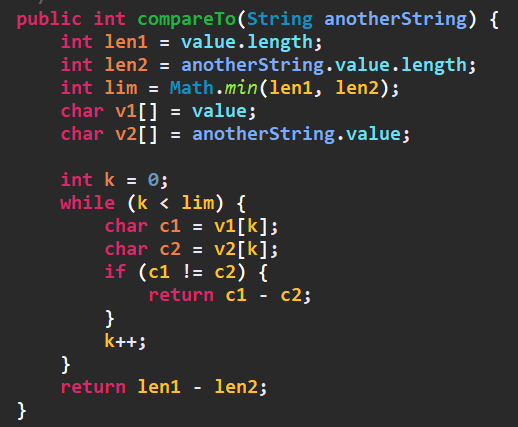 public int compareTo(String anotherString) {
    int len1 = value.length;
    int len2 = anotherString.value.length;
    int lim = Math.min(len1, len2);
    char v1[] = value;
    char v2[] = anotherString.value;

    int k = 0;
    while (k < lim) {
        char c1 = v1[k];
        char c2 = v2[k];
        if (c1 != c2) {
            return c1 - c2;
        }
        k++;
    }
    return len1 - len2;
}